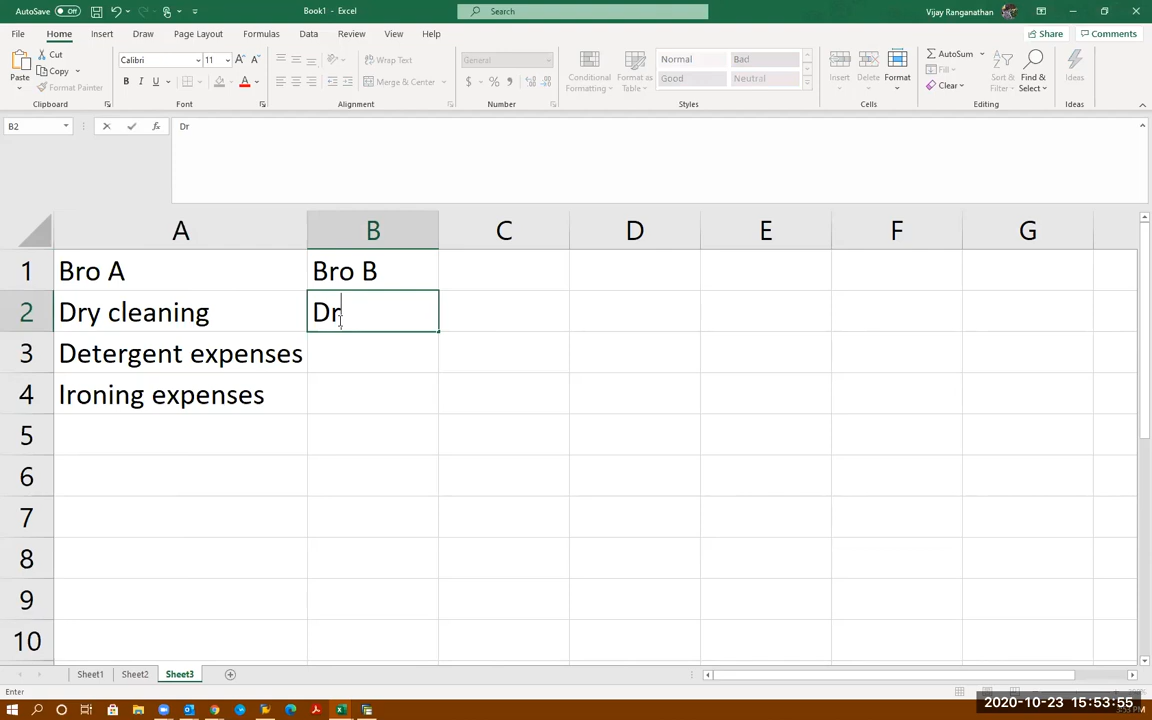 AutoSave Off Book1 - Excel Search Vijay Ranganathan
File Home Insert Draw Page Layout Formulas Data Review View Help Share Comments
Cut
Copy
Format Painter
Paste
Calibri 11 A A
B I U A
Wrap Text
Merge & Center
General
$ % ,
Conditional Formatting
Format as Table
Normal Bad
Good Neutral
Insert Delete Format
AutoSum
Fill
Clear
Sort & Filter
Find & Select
Ideas
Clipboard Font Alignment Number Styles Cells Editing Ideas
B2 fx Dr
A B C D E F G
1 Bro A Bro B
2 Dry cleaning Dr
3 Detergent expenses
4 Ironing expenses
5
6
7
8
9
10
Sheet1 Sheet2 Sheet3
Enter
2020-10-23 15:53:55